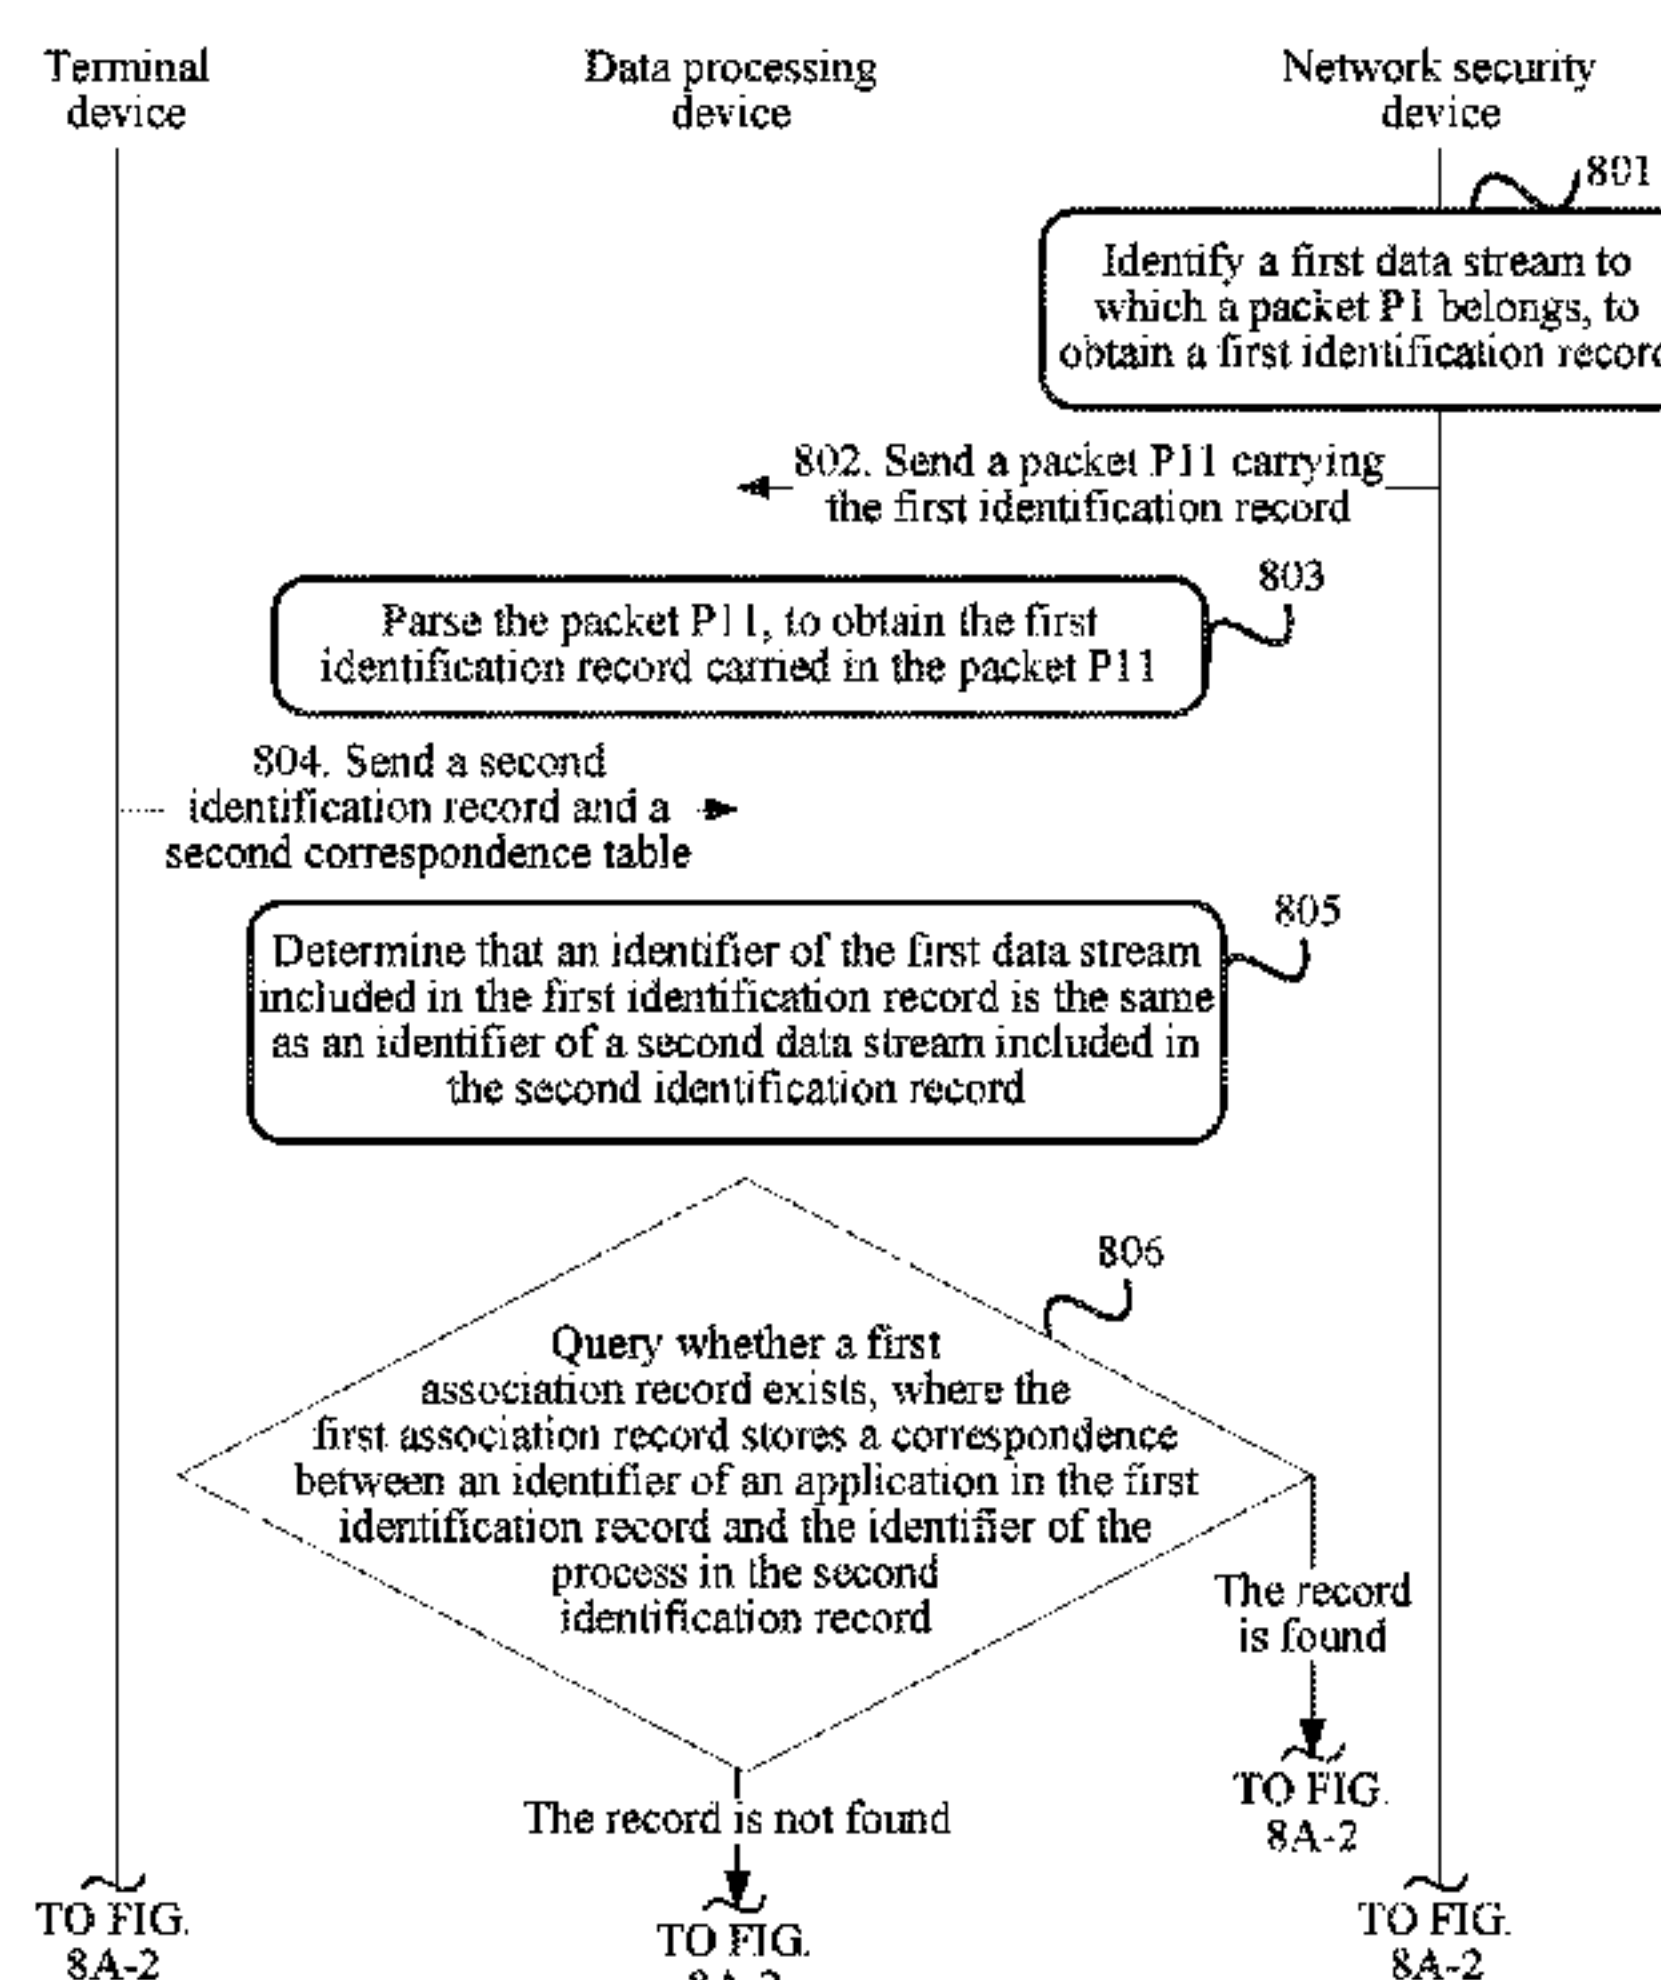 Terminal
device
Data processing
device
Network security
device
801
Identify a first data stream to
which a packet P1 belongs, to
obtain a first identification record
802. Send a packet P11 carrying
the first identification record
803
Parse the packet P11, to obtain the first
identification record carried in the packet P11
804. Send a second
identification record and a
second correspondence table
805
Determine that an identifier of the first data stream
included in the first identification record is the same
as an identifier of a second data stream included in
the second identification record
806
Query whether a first
association record exists, where the
first association record stores a correspondence
between an identifier of an application in the first
identification record and the identifier of the
process in the second
identification record
The record
is found
TO FIG.
8A-2
The record is not found
TO FIG.
8A-2
TO FIG.
8A-2
TO FIG.
8A-2